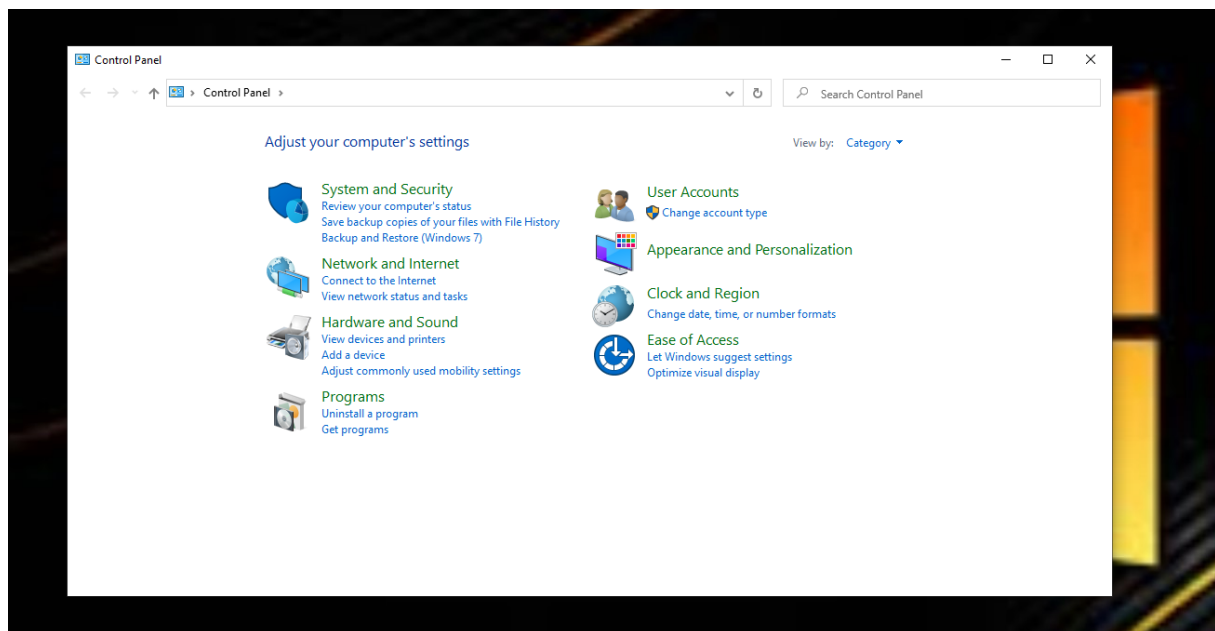 Control Panel
Control Panel
Search Control Panel
Adjust your computer's settings
View by: Category
System and Security
Review your computer's status
Save backup copies of your files with File History
Backup and Restore (Windows 7)
Network and Internet
Connect to the Internet
View network status and tasks
Hardware and Sound
View devices and printers
Add a device
Adjust commonly used mobility settings
Programs
Uninstall a program
Get programs
User Accounts
Change account type
Appearance and Personalization
Clock and Region
Change date, time, or number formats
Ease of Access
Let Windows suggest settings
Optimize visual display